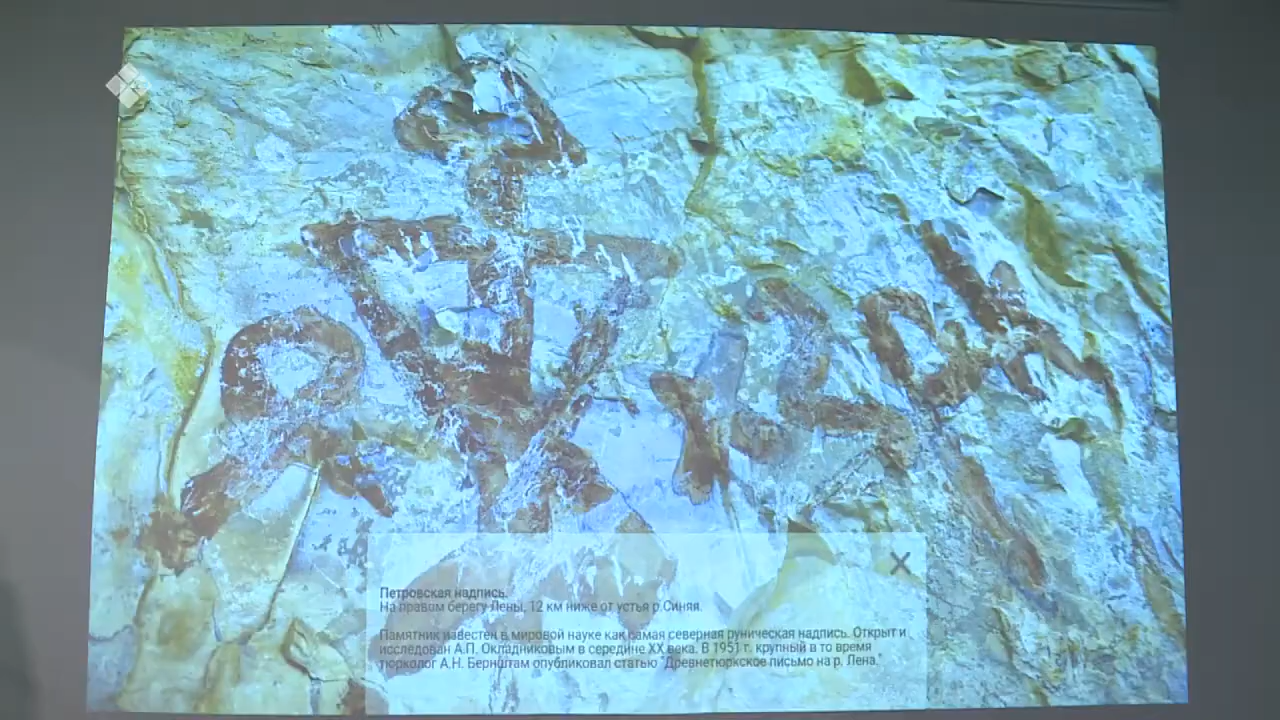 Петровская надпись.
На правом берегу Лены, 12 км ниже от устья р.Синяя.
Памятник известен в мировой науке как самая северная руническая надпись. Открыт и
исследован А.П. Окладниковым в середине XX века. В 1951 г. крупный в то время
тюрколог А.Н. Бернштам опубликовал статью "Древнетюркское письмо на р. Лена."